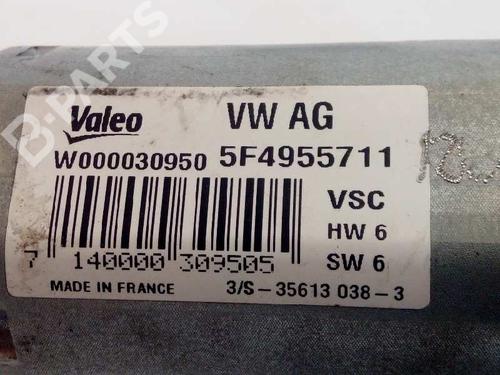 B-PARTS
Valeo VW AG
W000030950 5F4955711
VSC
HW 6
7 140000 309505 SW 6
MADE IN FRANCE 3/S-35613 038-3